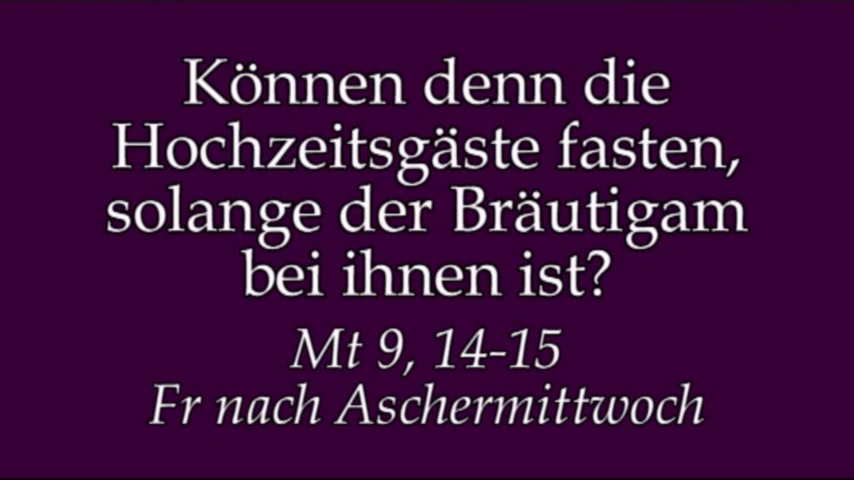 Können denn die
Hochzeitsgäste fasten,
solange der Bräutigam
bei ihnen ist?
Mt 9, 14-15
Fr nach Aschermittwoch